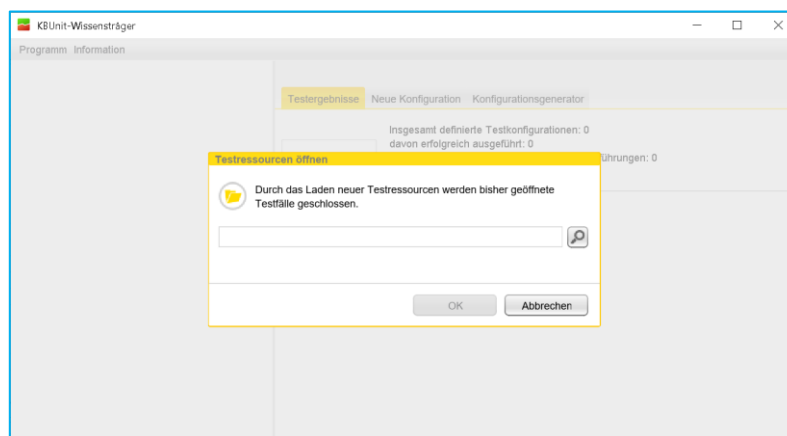 KBUnit-Wissensträger
Programm Information
Testergebnisse Neue Konfiguration Konfigurationsgenerator
Insgesamt definierte Testkonfigurationen: 0
davon erfolgreich ausgeführt: 0
ührungen: 0
Testressourcen öffnen
Durch das Laden neuer Testressourcen werden bisher geöffnete
Testfälle geschlossen.
OK Abbrechen